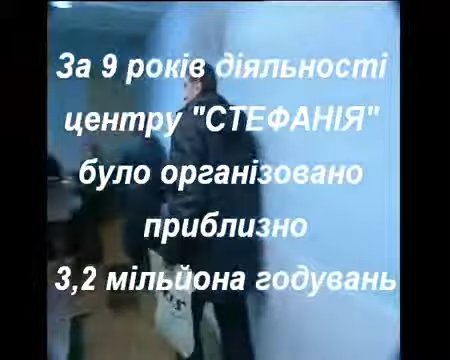 За 9 років діяльності
центру "СТЕФАНІЯ"
було організовано
приблизно
3,2 мільйона годувань